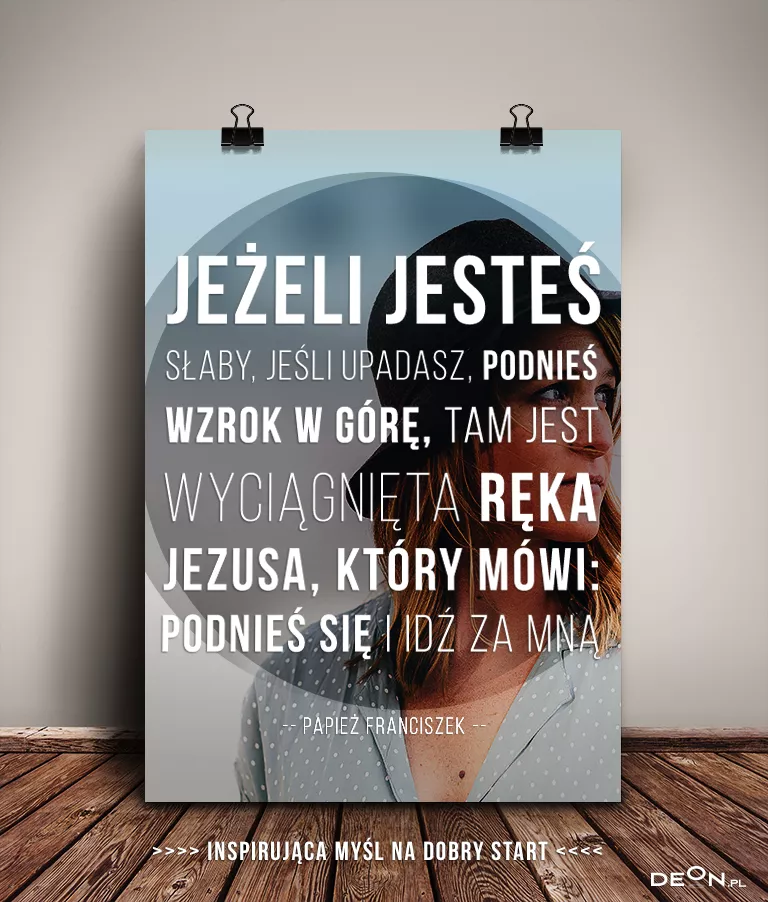 JEŻELI JESTEŚ
SŁABY, JEŚLI UPADASZ, PODNIEŚ
WZROK W GÓRĘ, TAM JEST
WYCIĄGNIĘTA RĘKA
JEZUSA, KTÓRY MÓWI:
PODNIEŚ SIĘ I IDŹ ZA MNĄ
-- PAPIEŻ FRANCISZEK --
>>>> INSPIRUJĄCA MYŚL NA DOBRY START <<<<
DEON.PL